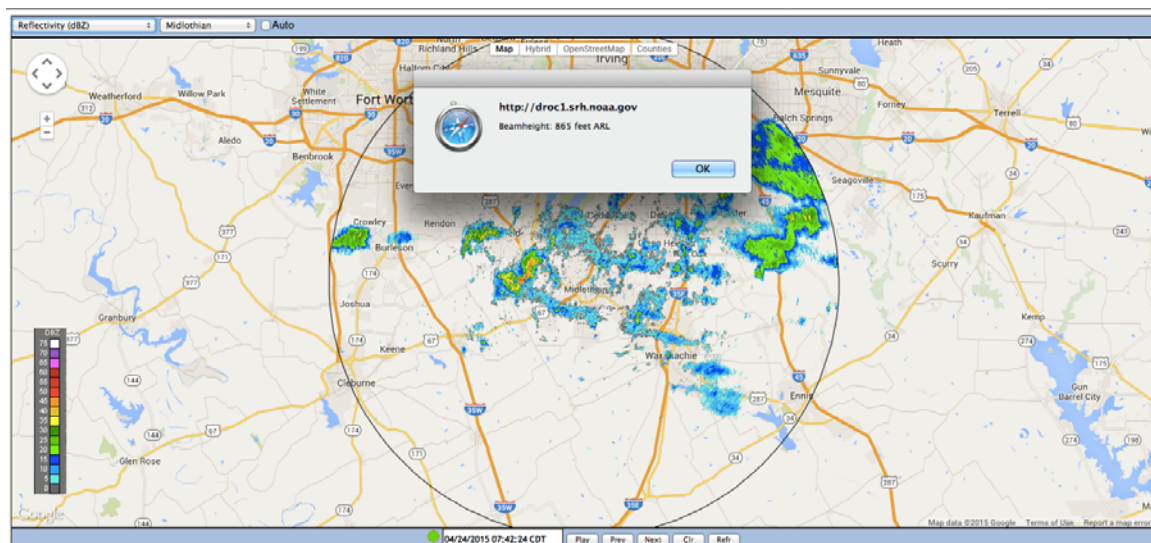 Reflectivity (dBZ) Midlothian Auto
Map Hybrid OpenStreetMap Counties
Richland Hills
Irving
Heath
Haltom City
Sunnyvale
Weatherford
Willow Park
White Settlement
Fort Wor
Mesquite
Forney
Terrell
Aledo
Balch Springs
Benbrook
http://droc1.srh.noaa.gov
Beamheight: 865 feet ARL
OK
Seagoville
Kaufman
Crowley
Rendon
Burleson
Scurry
Midlothian
Joshua
Granbury
Kemp
Keene
Waxahachie
Cleburne
Ennis
Gun Barrel City
Glen Rose
DBZ
75
70
65
60
55
50
45
40
35
30
25
20
15
10
5
0
Google
Map data ©2015 Google Terms of Use Report a map error
04/24/2015 07:42:24 CDT Play Prev Next Clr Refr